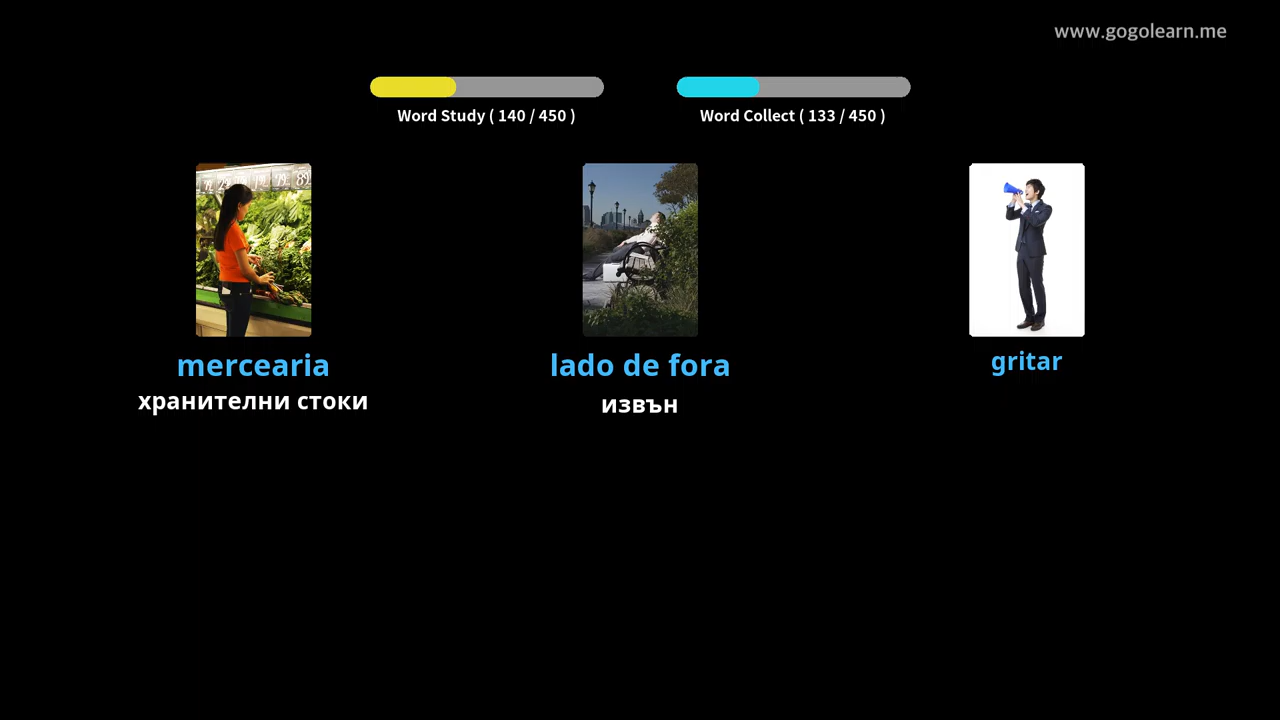 www.gogolearn.me
Word Study ( 140 / 450 )
Word Collect ( 133 / 450 )
mercearia
хранителни стоки
lado de fora
извън
gritar